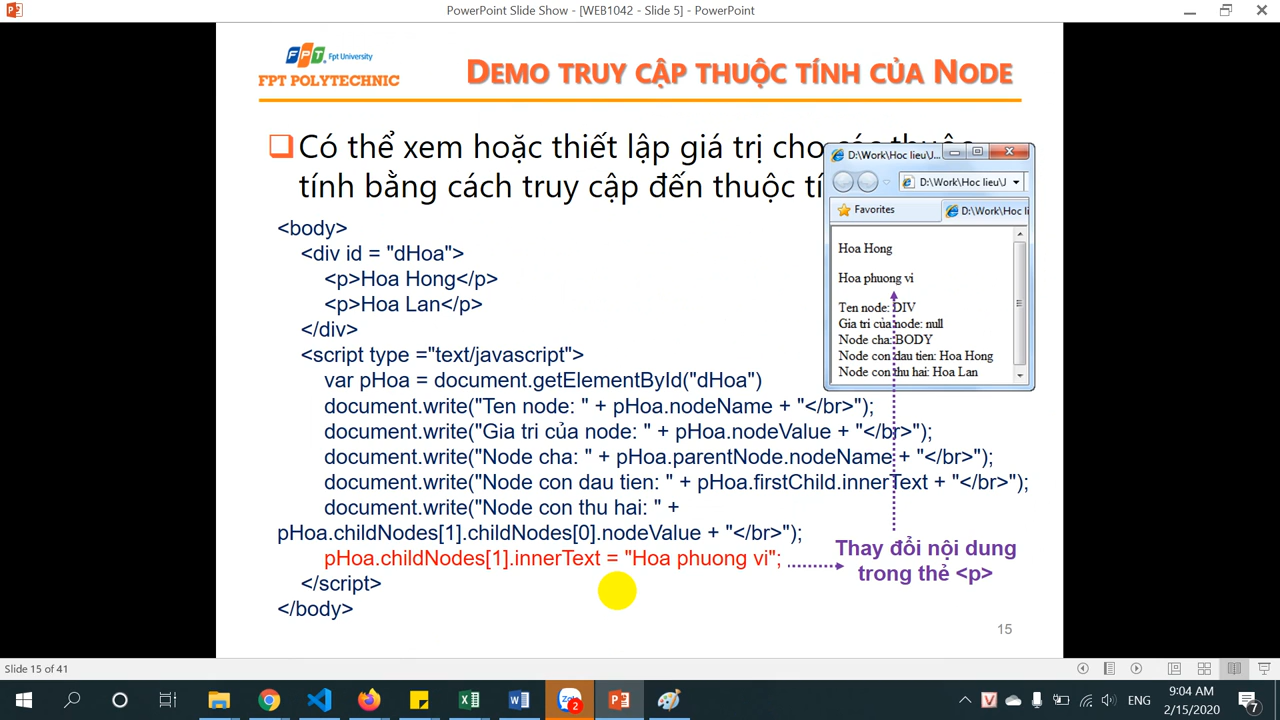 PowerPoint Slide Show - [WEB1042 - Slide 5] - PowerPoint
FPT. Fpt University
FPT POLYTECHNIC
DEMO TRUY CẬP THUỘC TÍNH CỦA NODE
Có thể xem hoặc thiết lập giá trị cho
tính bằng cách truy cập đến thuộc
<body>
<div id = "dHoa">
<p>Hoa Hong</p>
<p>Hoa Lan</p>
</div>
<script type ="text/javascript">
var pHoa = document.getElementById("dHoa")
document.write("Ten node: " + pHoa.nodeName + "</br>");
document.write("Gia tri của node: " + pHoa.nodeValue + "</br>");
document.write("Node cha: " + pHoa.parentNode.nodeName + "</br>");
document.write("Node con dau tien: " + pHoa.firstChild.innerText + "</br>");
document.write("Node con thu hai: " +
pHoa.childNodes[1].childNodes[0].nodeValue + "</br>");
pHoa.childNodes[1].innerText = "Hoa phuong vi";
</script>
</body>
D:\Work\Hoc lieu\J...
D:\Work\Hoc lieu\J
Favorites
D:\Work\Hoc li
Hoa Hong
Hoa phuong vi
Ten node: DIV
Gia tri của node: null
Node cha: BODY
Node con dau tien: Hoa Hong
Node con thu hai: Hoa Lan
Thay đổi nội dung
trong thẻ <p>
15
Slide 15 of 41
2
ENG
9:04 AM
2/15/2020
7